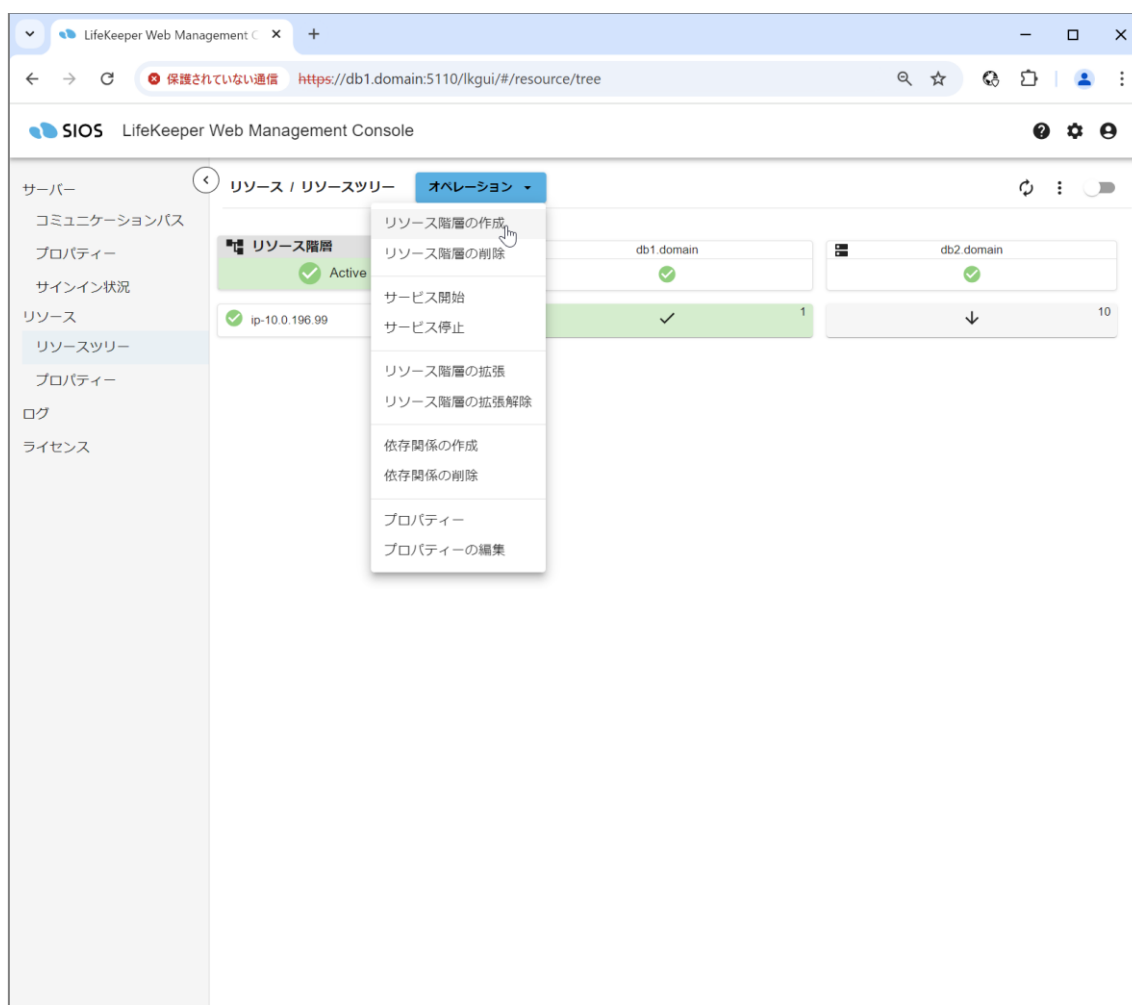 LifeKeeper Web Management C
保護されていない通信 https://db1.domain:5110/lkgui/#/resource/tree
SIOS LifeKeeper Web Management Console
サーバー
コミュニケーションパス
プロパティー
サインイン状況
リソース
リソースツリー
プロパティー
ログ
ライセンス
リソース / リソースツリー オペレーション
リソース階層の作成
リソース階層の削除
サービス開始
サービス停止
リソース階層の拡張
リソース階層の拡張解除
依存関係の作成
依存関係の削除
プロパティー
プロパティーの編集
リソース階層 db1.domain db2.domain
Active
ip-10.0.196.99 1 10